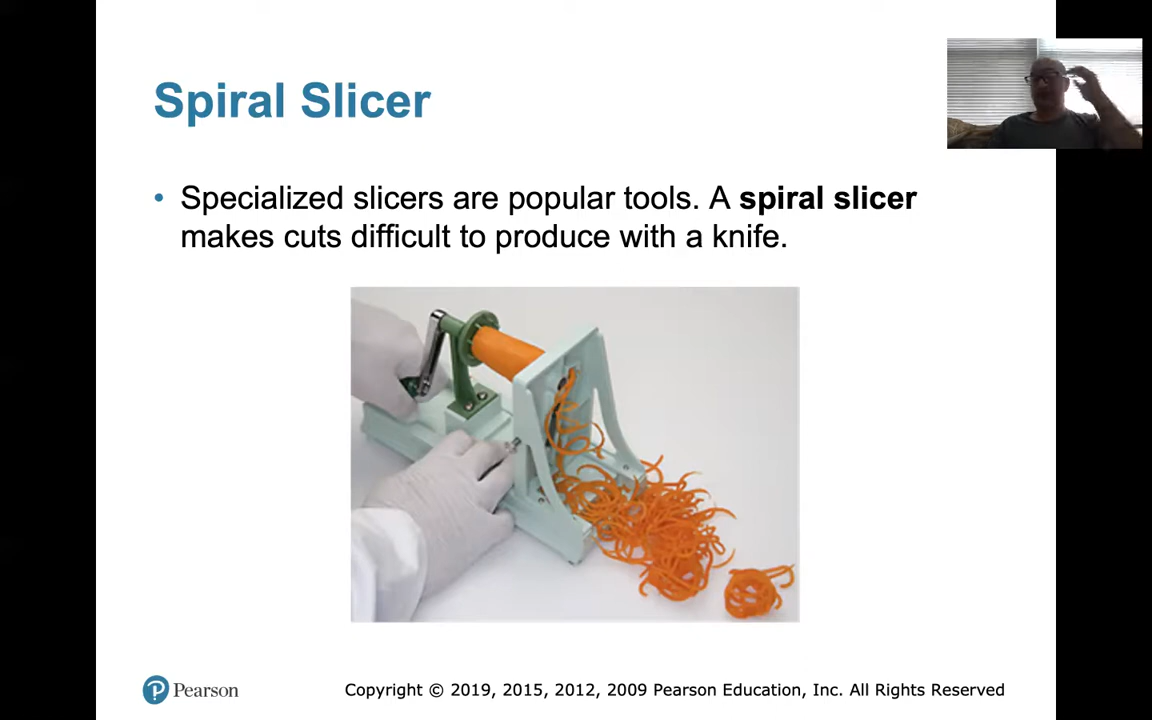 Spiral Slicer
• Specialized slicers are popular tools. A spiral slicer
makes cuts difficult to produce with a knife.
Pearson
Copyright © 2019, 2015, 2012, 2009 Pearson Education, Inc. All Rights Reserved